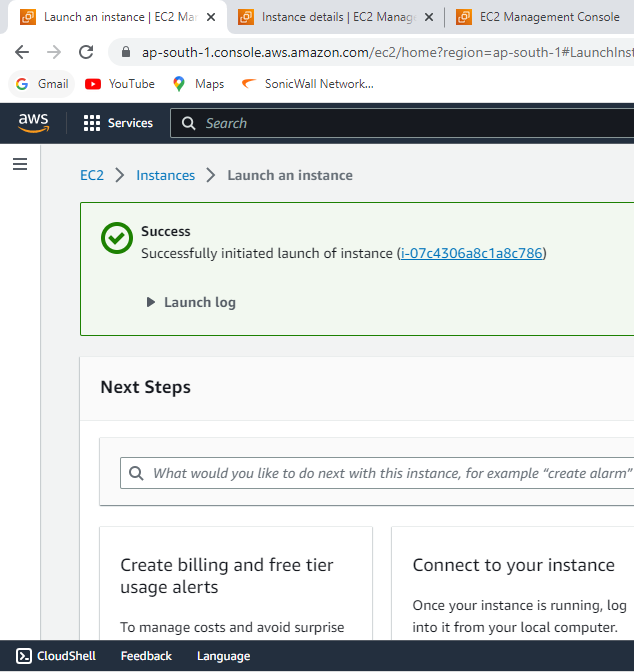 Launch an instance | EC2 Mar
Instance details | EC2 Manage
EC2 Management Console
ap-south-1.console.aws.amazon.com/ec2/home?region=ap-south-1#LaunchInst
Gmail
YouTube
Maps
SonicWall Network...
aws
Services
Search
EC2 > Instances > Launch an instance
Success
Successfully initiated launch of instance (i-07c4306a8c1a8c786)
Launch log
Next Steps
What would you like to do next with this instance, for example “create alarm”
Create billing and free tier
usage alerts
To manage costs and avoid surprise
Connect to your instance
Once your instance is running, log
into it from your local computer.
CloudShell
Feedback
Language